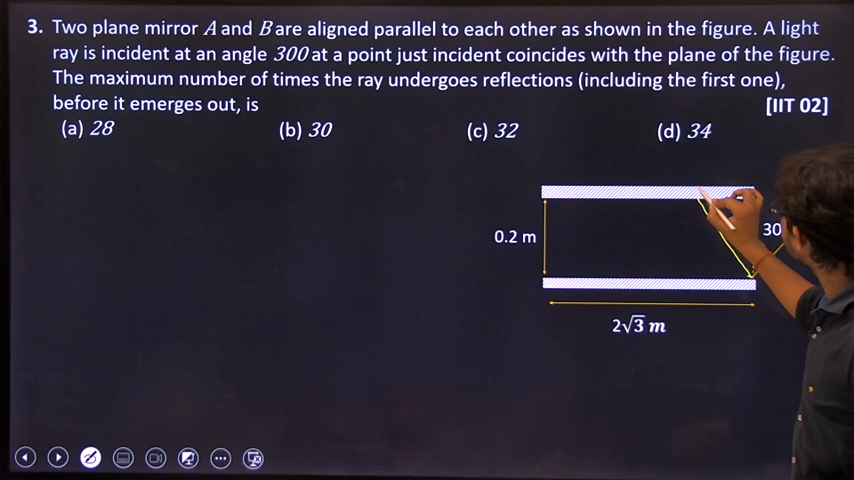 3. Two plane mirror A and B are aligned parallel to each other as shown in the figure. A light
ray is incident at an angle 300 at a point just incident coincides with the plane of the figure.
The maximum number of times the ray undergoes reflections (including the first one),
before it emerges out, is [IIT 02]
(a) 28 (b) 30 (c) 32 (d) 34
0.2 m
30
2√3 m